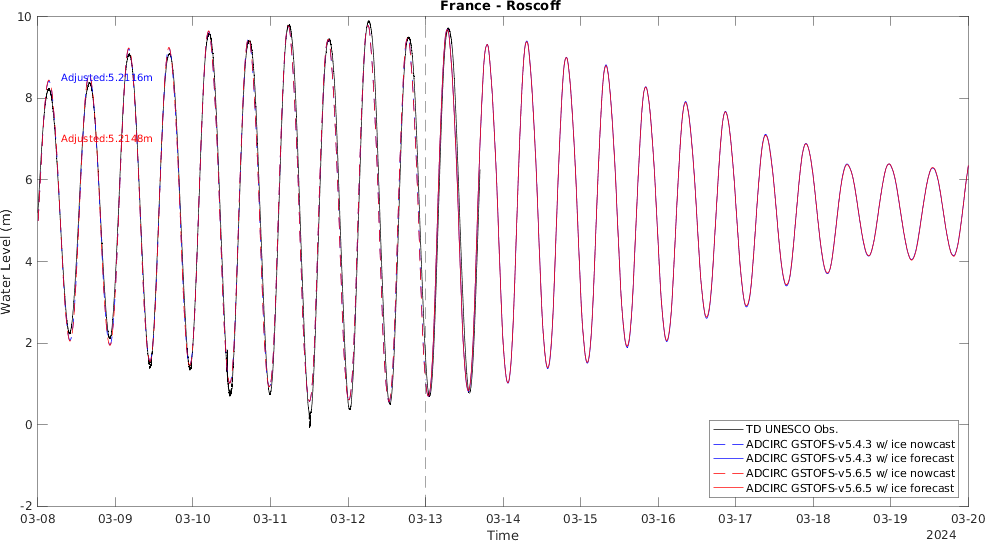 France - Roscoff
10
8
6
4
2
0
-2
Water Level (m)
Adjusted:5.2116m
Adjusted:5.2148m
TD UNESCO Obs.
ADCIRC GSTOFS-v5.4.3 w/ ice nowcast
ADCIRC GSTOFS-v5.4.3 w/ ice forecast
ADCIRC GSTOFS-v5.6.5 w/ ice nowcast
ADCIRC GSTOFS-v5.6.5 w/ ice forecast
03-08 03-09 03-10 03-11 03-12 03-13 03-14 03-15 03-16 03-17 03-18 03-19 03-20
Time
2024